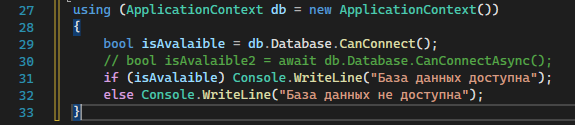 27 using (ApplicationContext db = new ApplicationContext())
28 {
29 bool isAvalaible = db.Database.CanConnect();
30 // bool isAvalaible2 = await db.Database.CanConnectAsync();
31 if (isAvalaible) Console.WriteLine("База данных доступна");
32 else Console.WriteLine("База данных не доступна");
33 }